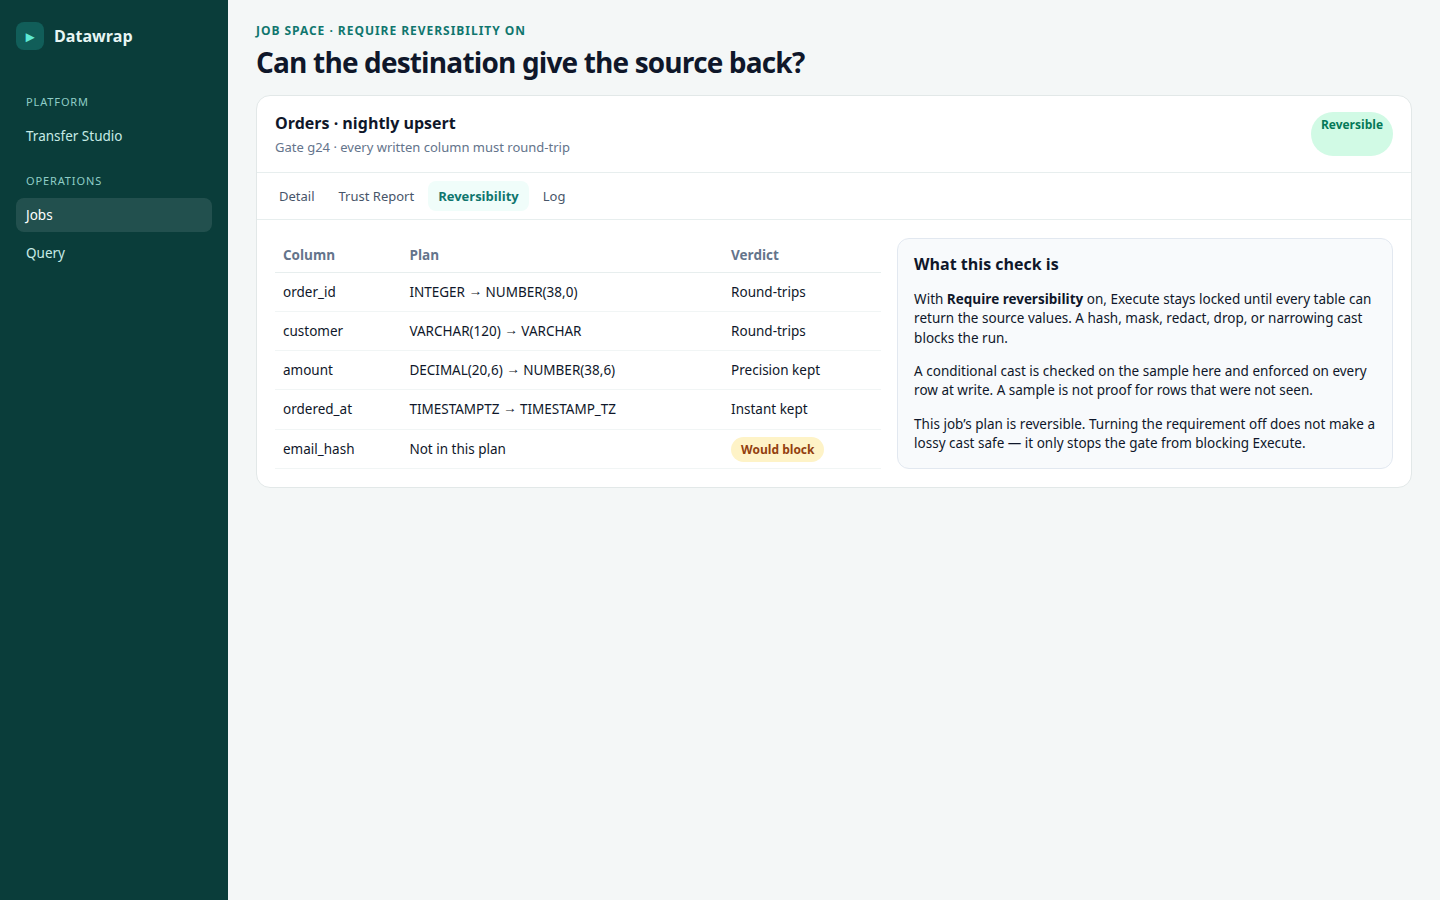 Datawrap
PLATFORM
Transfer Studio
OPERATIONS
Jobs
Query
JOB SPACE · REQUIRE REVERSIBILITY ON
Can the destination give the source back?
Orders · nightly upsert
Gate g24 · every written column must round-trip
Reversible
Detail Trust Report Reversibility Log
Column Plan Verdict
order_id INTEGER → NUMBER(38,0) Round-trips
customer VARCHAR(120) → VARCHAR Round-trips
amount DECIMAL(20,6) → NUMBER(38,6) Precision kept
ordered_at TIMESTAMPTZ → TIMESTAMP_TZ Instant kept
email_hash Not in this plan Would block
What this check is
With Require reversibility on, Execute stays locked until every table can
return the source values. A hash, mask, redact, drop, or narrowing cast
blocks the run.
A conditional cast is checked on the sample here and enforced on every
row at write. A sample is not proof for rows that were not seen.
This job’s plan is reversible. Turning the requirement off does not make a
lossy cast safe — it only stops the gate from blocking Execute.